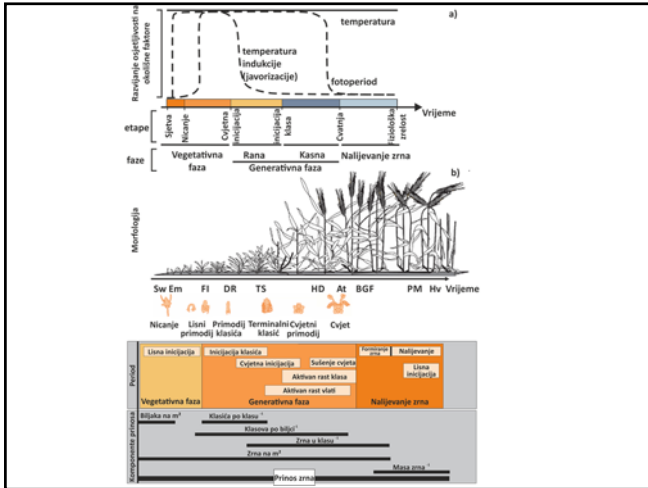 Razvijanje osjetljivosti na
okolišne faktore
a)
temperatura
temperatura
indukcije
(javorizacije)
fotoperiod
Vrijeme
etape
Sjetva
Nicanje
Cvjetna
inicijacija
inicijacija
klasa
Cvatnja
Fiziološka
zrelost
faze
Vegetativna
faza
Rana
Kasna
Generativna faza
Nalijevanje zrna
b)
Morfologija
Sw Em FI DR TS HD At BGF PM Hv Vrijeme
Nicanje
Lisni
primodij
Primodij
klasića
Terminalni
klasić
Cvjetni
primodij
Cvijet
Period
Lisna inicijacija
Inicijacija klasića
Cvjetna inicijacija
Sušenje cvjeta
Aktivan rast klasa
Aktivan rast vlati
Formiranje
zrna
Nalijevanje
Lisna
inicijacija
Vegetativna faza
Generativna faza
Nalijevanje zrna
Komponente prinosa
Biljaka na m²
Klasića po klasu⁻¹
Klasova po biljci⁻¹
Zrna u klasu⁻¹
Zrna na m²
Masa zrna⁻¹
Prinos zrna